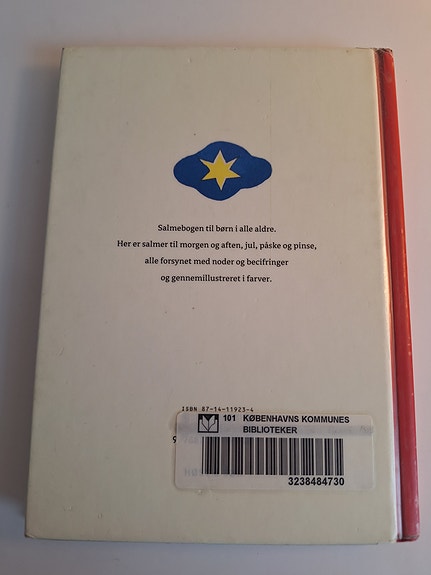 Salmebogen til børn i alle aldre.
Her er salmer til morgen og aften, jul, påske og pinse,
alle forsynet med noder og becifringer
og gennemillustreret i farver.
ISBN 87-14-11923-4
101 KØBENHAVNS KOMMUNES
BIBLIOTEKER
3238484730